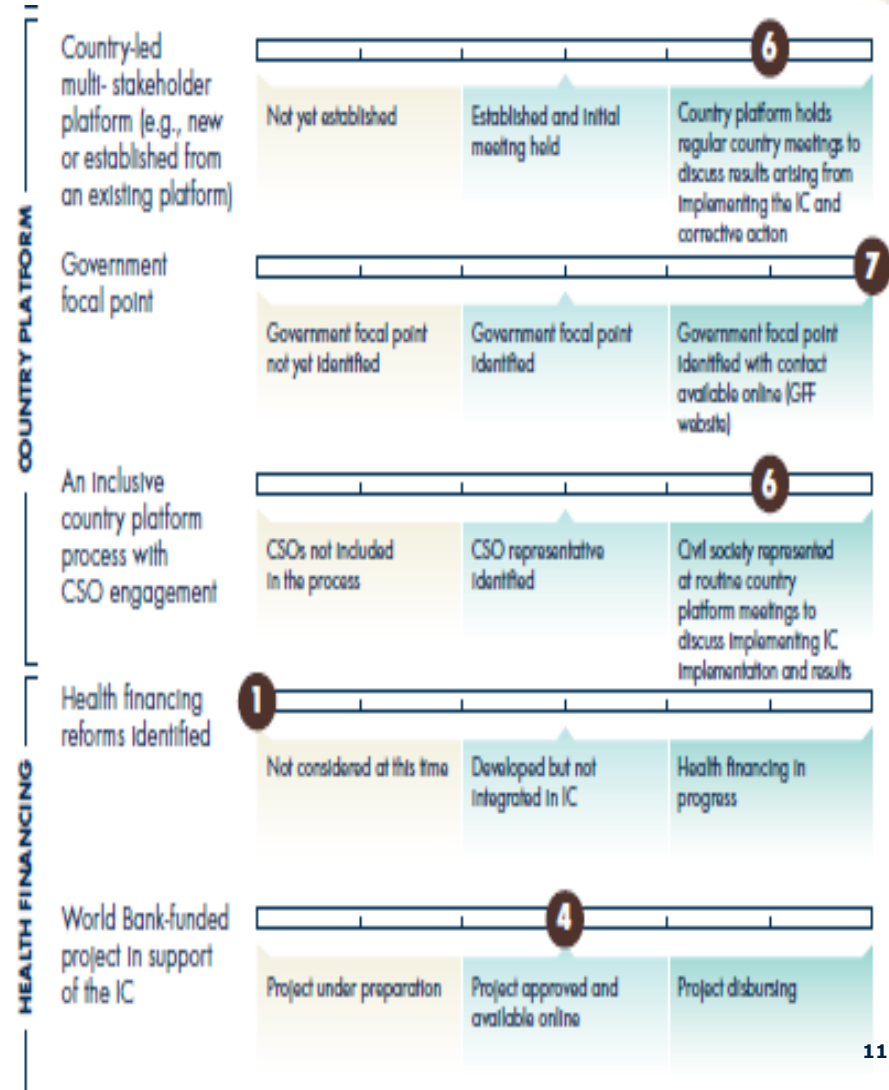 COUNTRY PLATFORM
Country-led
multi- stakeholder
platform (e.g., new
or established from
an existing platform)
6
Not yet established
Established and initial
meeting held
Country platform holds
regular country meetings to
discuss results arising from
implementing the IC and
corrective action
Government
focal point
7
Government focal point
not yet identified
Government focal point
identified
Government focal point
identified with contact
available online (GFF
website)
An inclusive
country platform
process with
CSO engagement
6
CSOs not included
in the process
CSO representative
identified
Civil society represented
at routine country
platform meetings to
discuss implementing IC
implementation and results
HEALTH FINANCING
Health financing
reforms identified
1
Not considered at this time
Developed but not
integrated in IC
Health financing in
progress
World Bank-funded
project in support
of the IC
4
Project under preparation
Project approved and
available online
Project disbursing
11